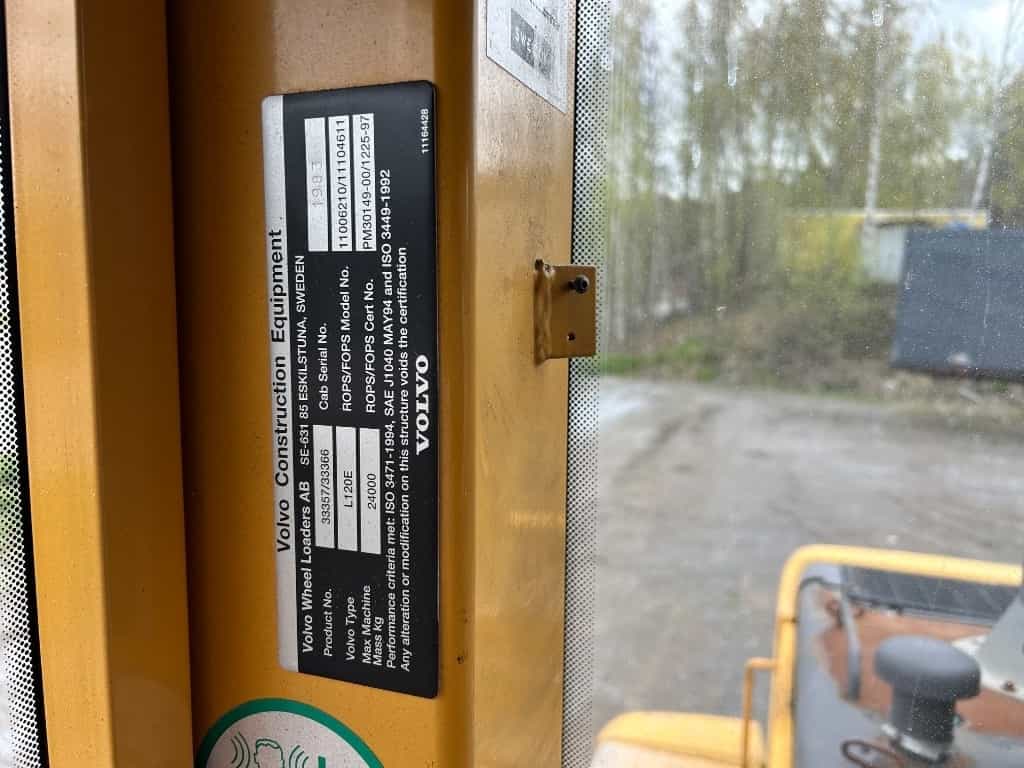 Volvo Construction Equipment
Volvo Wheel Loaders AB SE-631 85 ESKILSTUNA, SWEDEN
Product No. 33357/33366 Cab Serial No.
Volvo Type L120E ROPS/FOPS Model No. 11006210/11104611
Max Machine
Mass kg 24000 ROPS/FOPS Cert No. PM30149-00/1225-97
Performance criteria met: ISO 3471-1994, SAE J1040 MAY94 and ISO 3449-1992
Any alteration or modification on this structure voids the certification
VOLVO
11164428